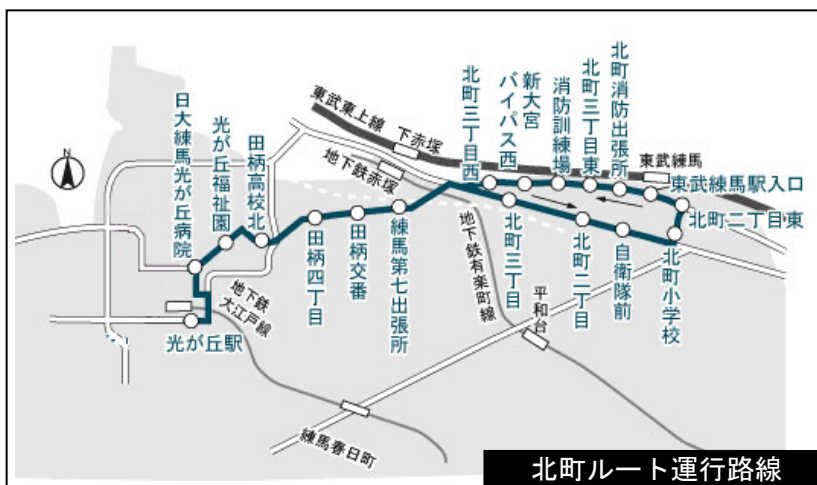 N
日大練馬光が丘病院
光が丘福祉園
田柄高校北
東武東上線
下赤塚
地下鉄赤塚
北町三丁目西
新大宮
バイパス西
消防訓練場
北町三丁目東
北町消防出張所
東武練馬
東武練馬駅入口
北町二丁目東
田柄四丁目
田柄交番
練馬第七出張所
地下鉄有楽町線
北町三丁目
北町二丁目
自衛隊前
北町小学校
平和台
地下鉄
大江戸線
光が丘駅
練馬春日町
北町ルート運行路線